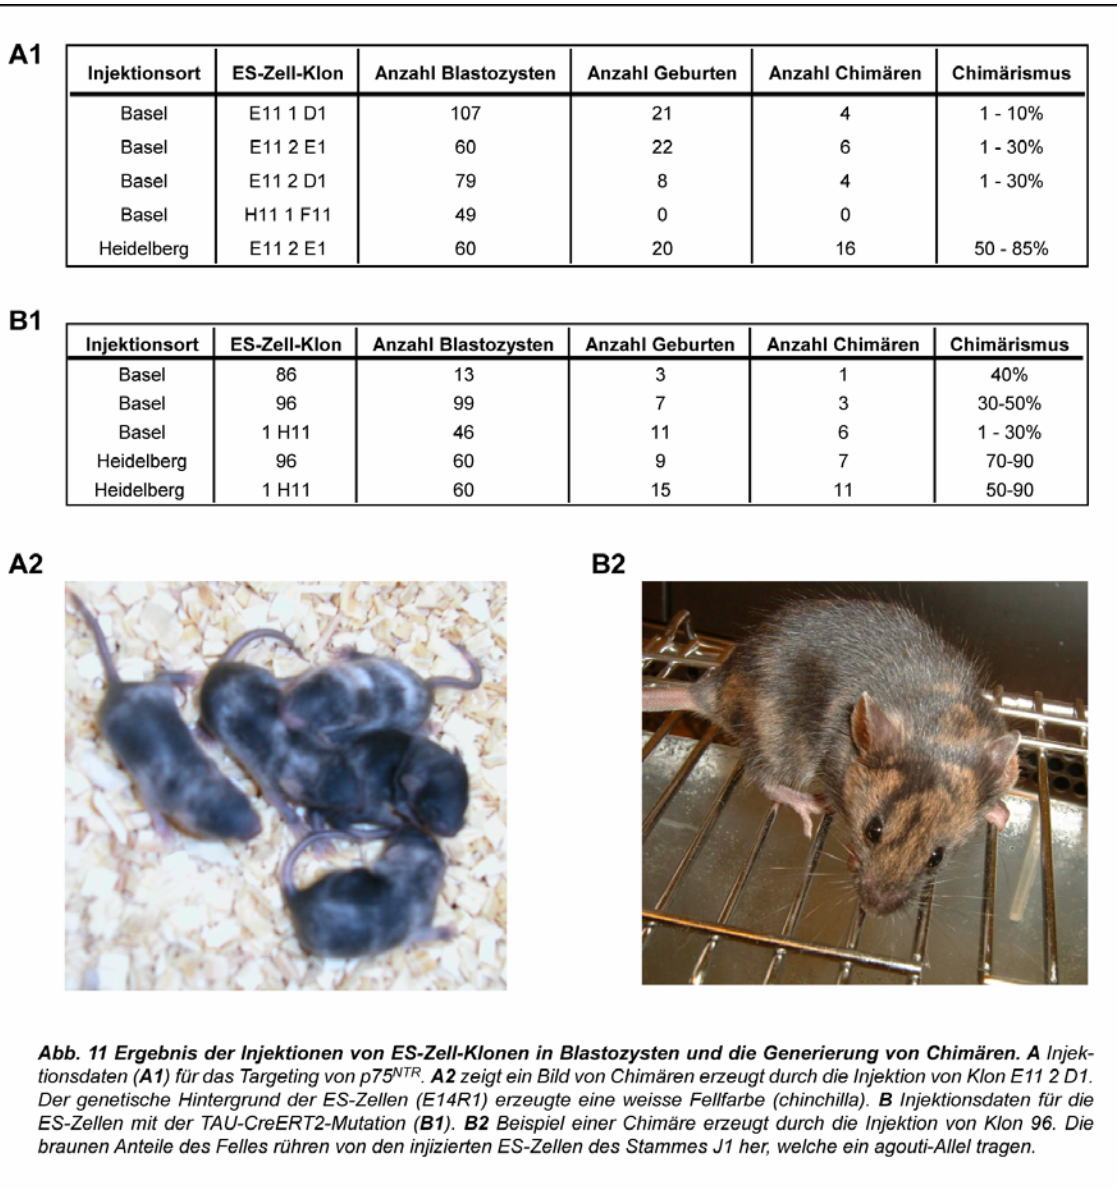 A1
Injektionsort ES-Zell-Klon Anzahl Blastozysten Anzahl Geburten Anzahl Chimären Chimärismus
Basel E11 1 D1 107 21 4 1 - 10%
Basel E11 2 E1 60 22 6 1 - 30%
Basel E11 2 D1 79 8 4 1 - 30%
Basel H11 1 F11 49 0 0
Heidelberg E11 2 E1 60 20 16 50 - 85%
B1
Injektionsort ES-Zell-Klon Anzahl Blastozysten Anzahl Geburten Anzahl Chimären Chimärismus
Basel 86 13 3 1 40%
Basel 96 99 7 3 30-50%
Basel 1 H11 46 11 6 1 - 30%
Heidelberg 96 60 9 7 70-90
Heidelberg 1 H11 60 15 11 50-90
A2 B2
Abb. 11 Ergebnis der Injektionen von ES-Zell-Klonen in Blastozysten und die Generierung von Chimären. A Injek-
tionsdaten (A1) für das Targeting von p75NTR. A2 zeigt ein Bild von Chimären erzeugt durch die Injektion von Klon E11 2 D1.
Der genetische Hintergrund der ES-Zellen (E14R1) erzeugte eine weisse Fellfarbe (chinchilla). B Injektionsdaten für die
ES-Zellen mit der TAU-CreERT2-Mutation (B1). B2 Beispiel einer Chimäre erzeugt durch die Injektion von Klon 96. Die
braunen Anteile des Felles rühren von den injizierten ES-Zellen des Stammes J1 her, welche ein agouti-Allel tragen.